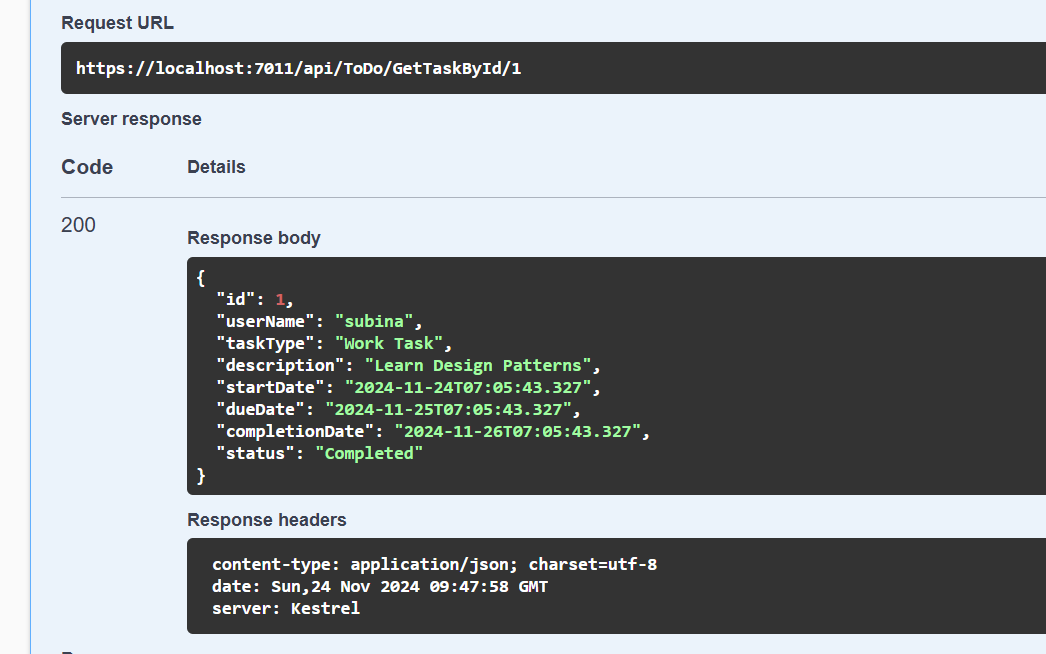 Request URL
https://localhost:7011/api/ToDo/GetTaskById/1
Server response
Code Details
200
Response body
{
"id": 1,
"userName": "subina",
"taskType": "Work Task",
"description": "Learn Design Patterns",
"startDate": "2024-11-24T07:05:43.327",
"dueDate": "2024-11-25T07:05:43.327",
"completionDate": "2024-11-26T07:05:43.327",
"status": "Completed"
}
Response headers
content-type: application/json; charset=utf-8
date: Sun,24 Nov 2024 09:47:58 GMT
server: Kestrel